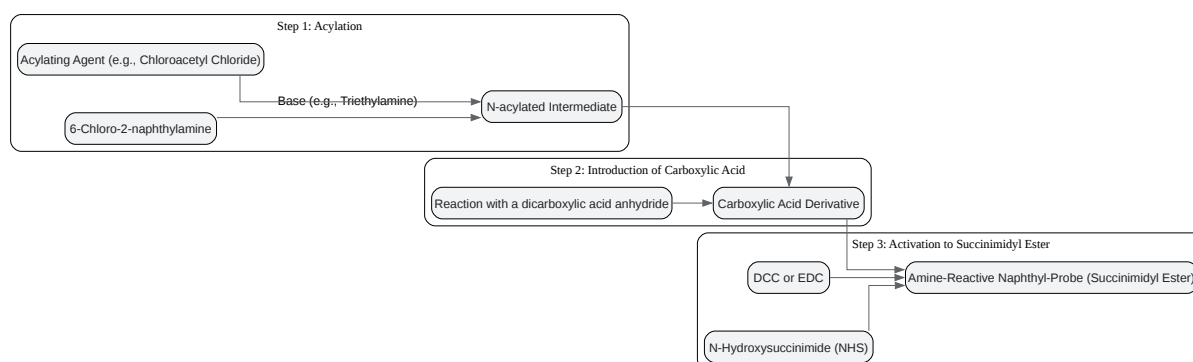 Step 1: Acylation
Acylating Agent (e.g., Chloroacetyl Chloride)
Base (e.g., Triethylamine)
N-acylated Intermediate
6-Chloro-2-naphthylamine
Step 2: Introduction of Carboxylic Acid
Reaction with a dicarboxylic acid anhydride
Carboxylic Acid Derivative
Step 3: Activation to Succinimidyl Ester
DCC or EDC
Amine-Reactive Naphthyl-Probe (Succinimidyl Ester)
N-Hydroxysuccinimide (NHS)